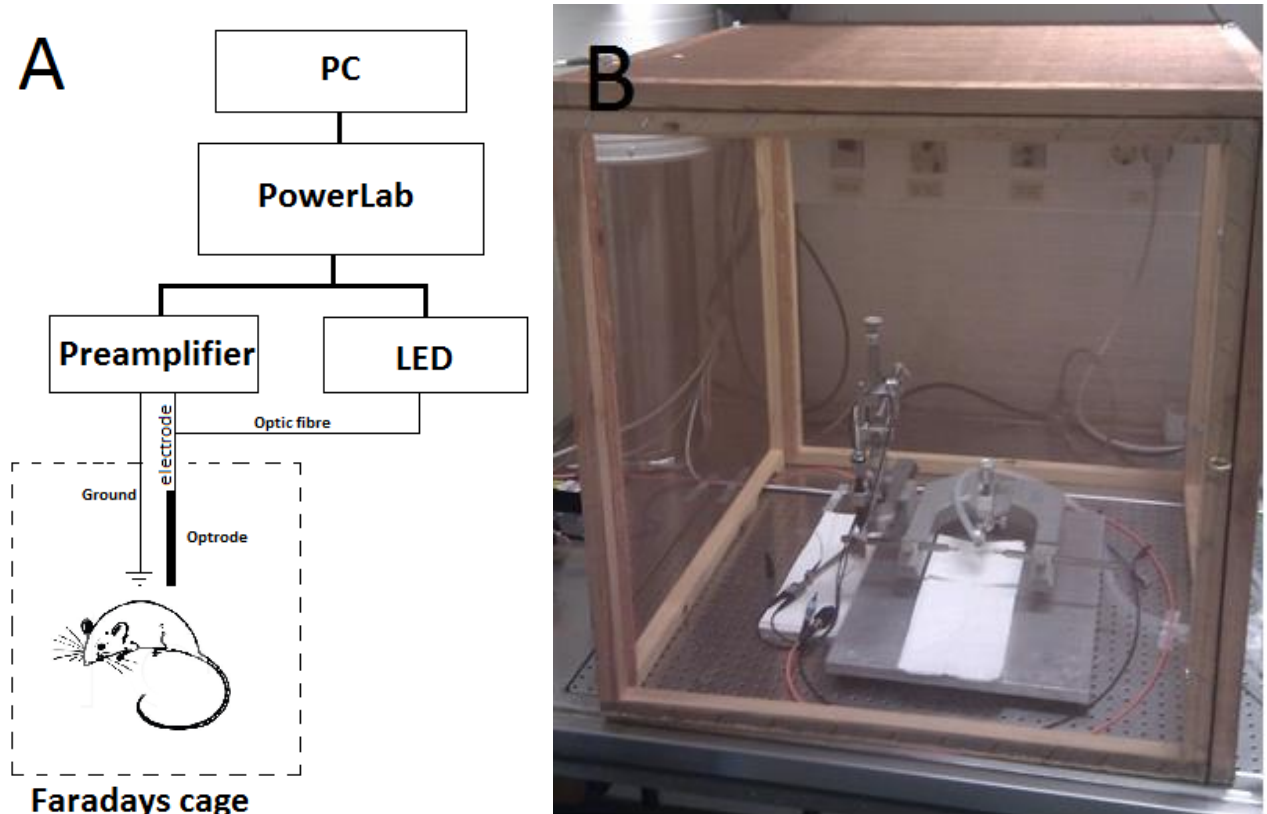 A
PC
PowerLab
Preamplifier
LED
electrode
Optic fibre
Ground
Optrode
Faradays cage
B